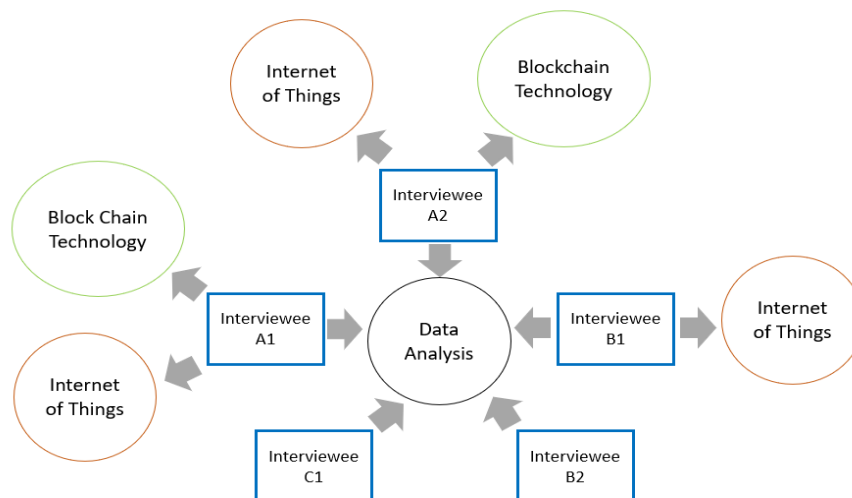 Internet
of Things
Blockchain
Technology
Interviewee
A2
Block Chain
Technology
Interviewee
A1
Data
Analysis
Interviewee
B1
Internet
of Things
Internet
of Things
Interviewee
C1
Interviewee
B2